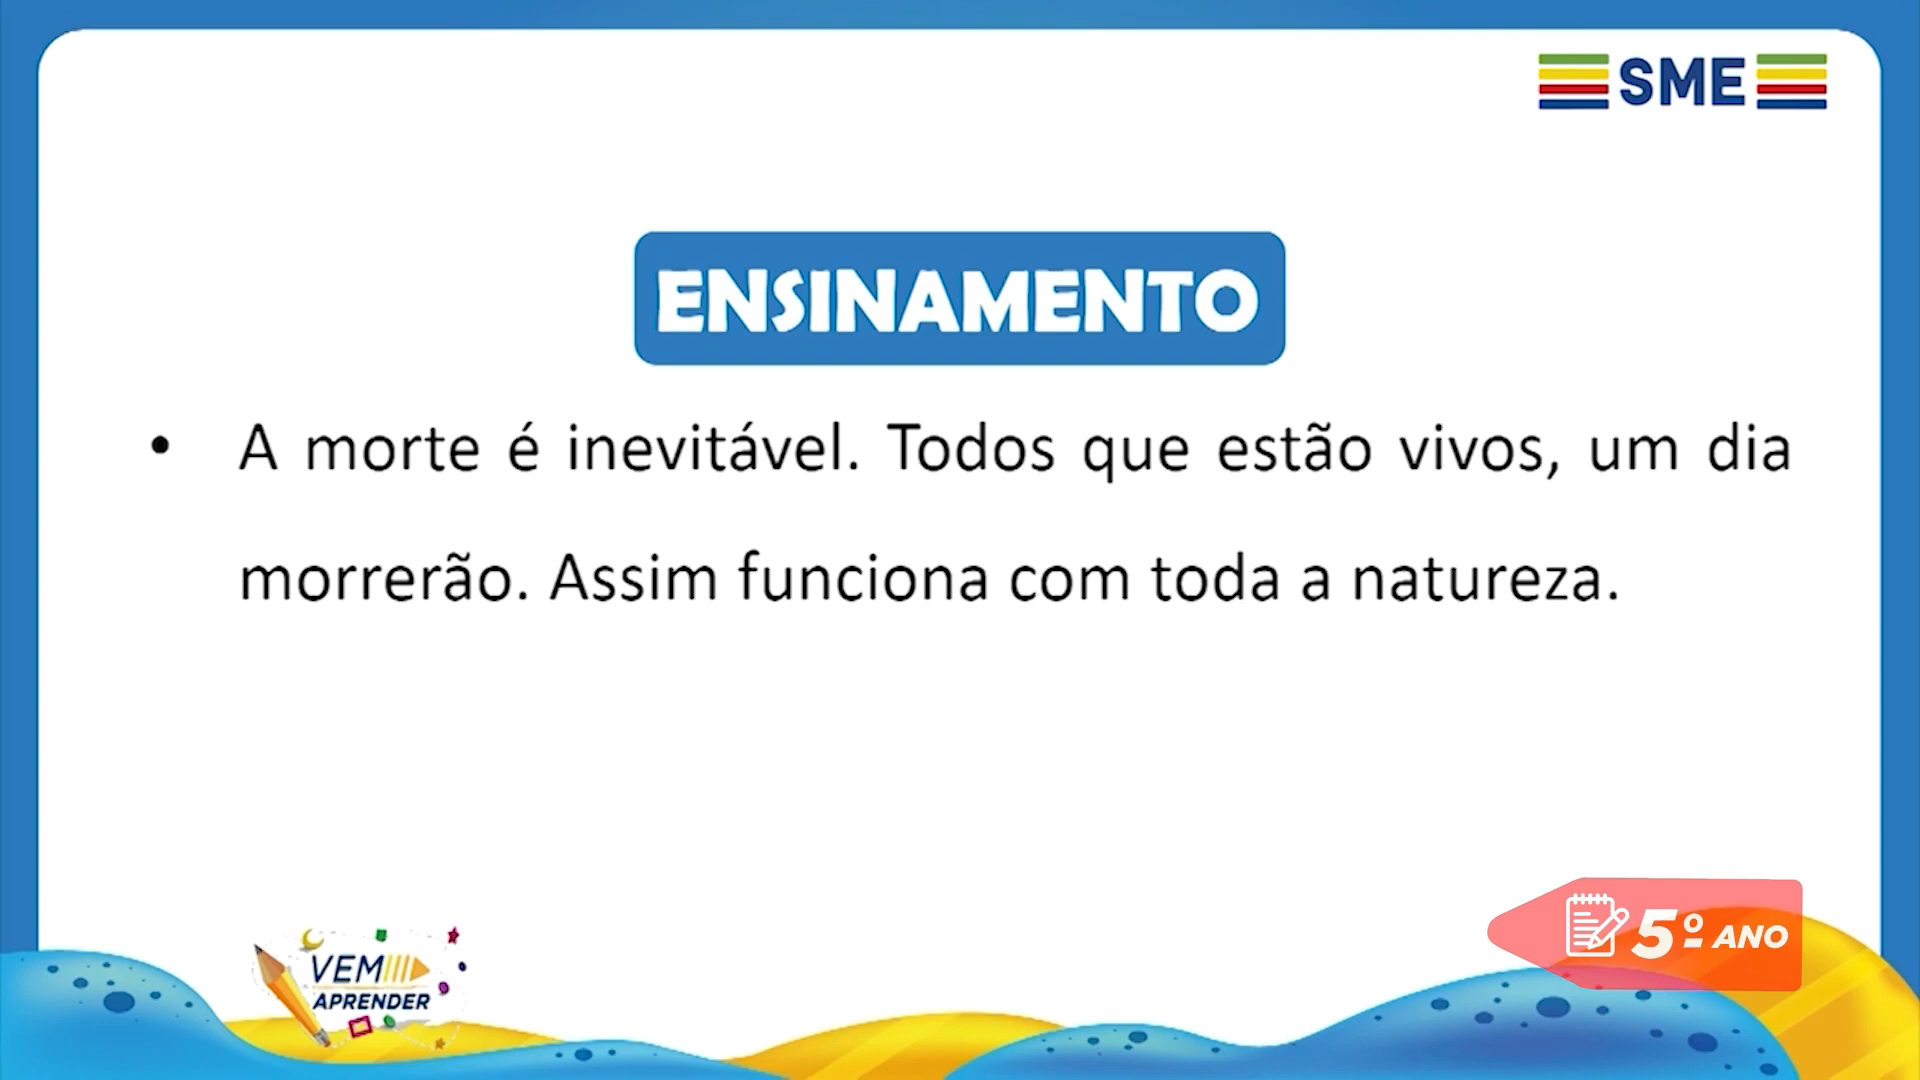 SME
ENSINAMENTO
• A morte é inevitável. Todos que estão vivos, um dia
morrerão. Assim funciona com toda a natureza.
5º ANO
VEM
APRENDER